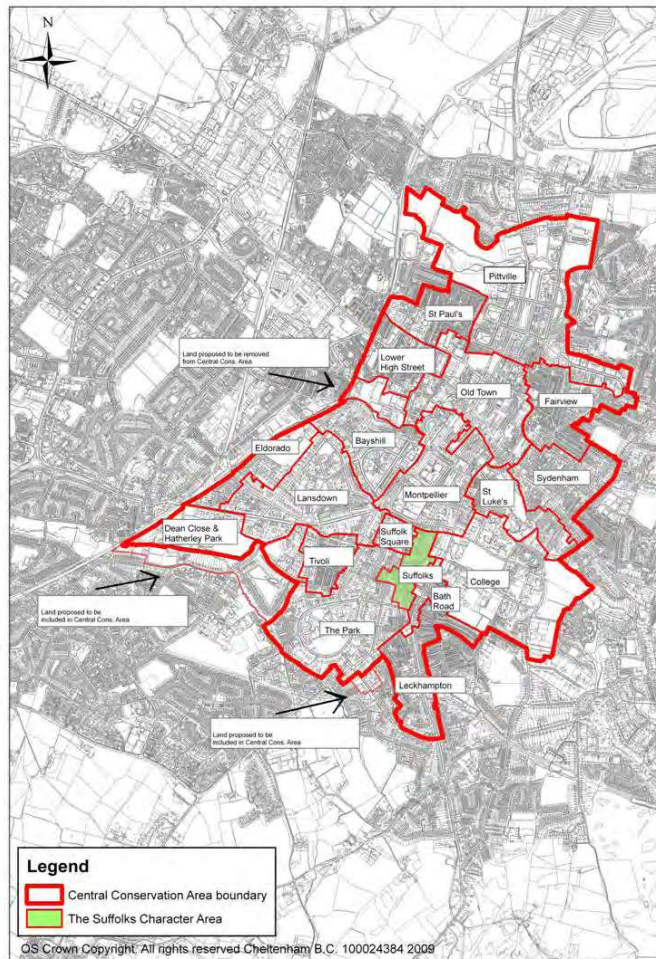 N
Pittville
St Paul's
Land proposed to be removed
from Central Cons. Area
Lower
High Street
Old Town
Fairview
Eldorado
Bayshill
Sydenham
Lansdown
Montpellier
St
Luke's
Dean Close &
Hatherley Park
Suffolk
Square
Tivoli
Suffolks
College
Land proposed to be
included in Central Cons. Area
Bath
Road
The Park
Leckhampton
Land proposed to be
included in Central Cons. Area
Legend
Central Conservation Area boundary
The Suffolks Character Area
OS Crown Copyright. All rights reserved Cheltenham B.C. 100024384 2009